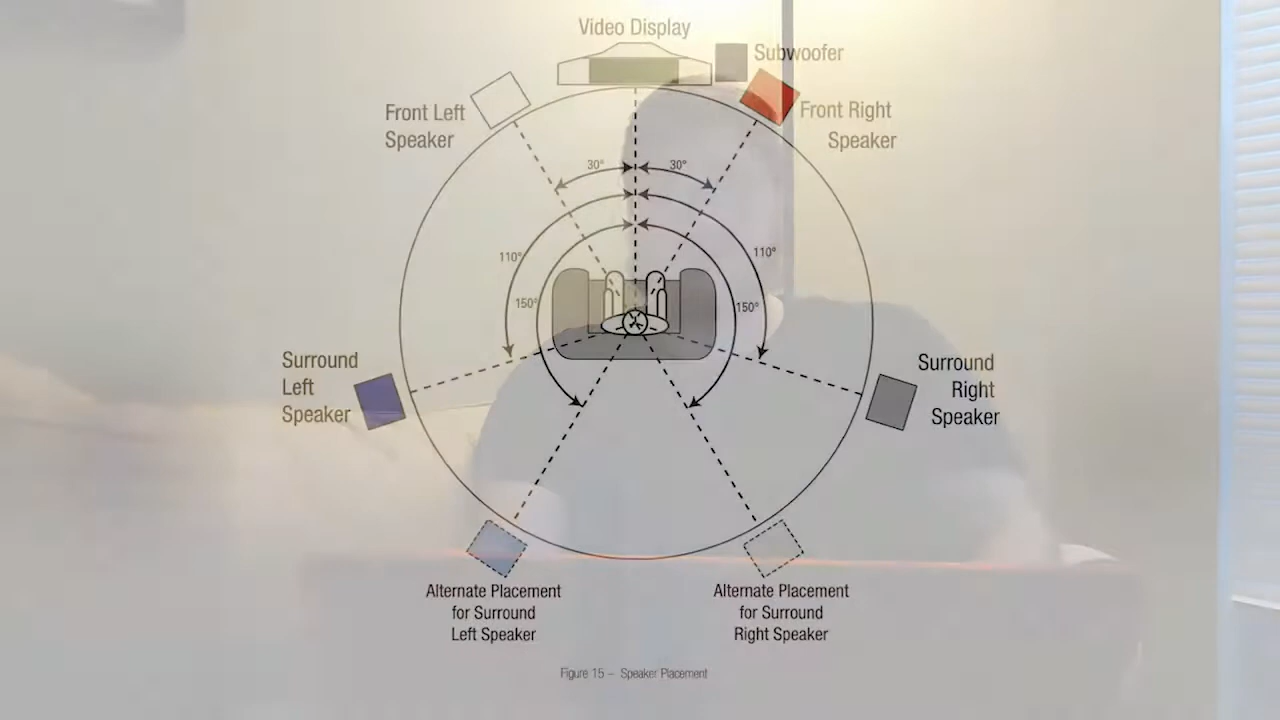 Video Display
Subwoofer
Front Left
Speaker
Front Right
Speaker
30°
30°
110°
110°
150°
150°
Surround
Left
Speaker
Surround
Right
Speaker
Alternate Placement
for Surround
Left Speaker
Alternate Placement
for Surround
Right Speaker
Figure 15 – Speaker Placement